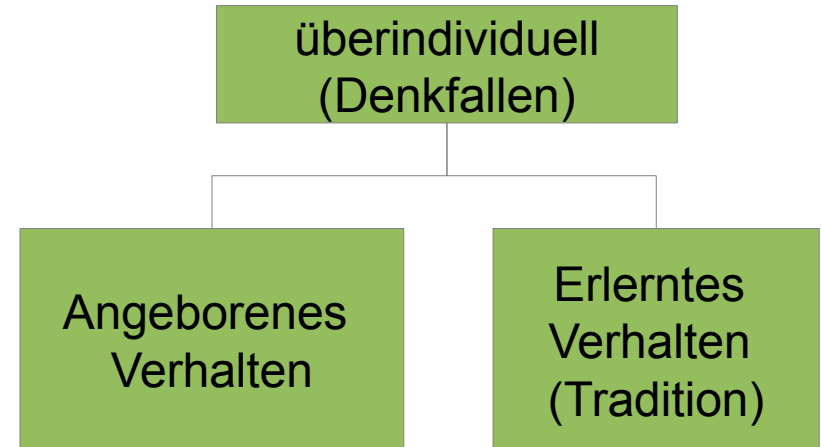 überindividuell
(Denkfallen)
Angeborenes
Verhalten
Erlerntes
Verhalten
(Tradition)